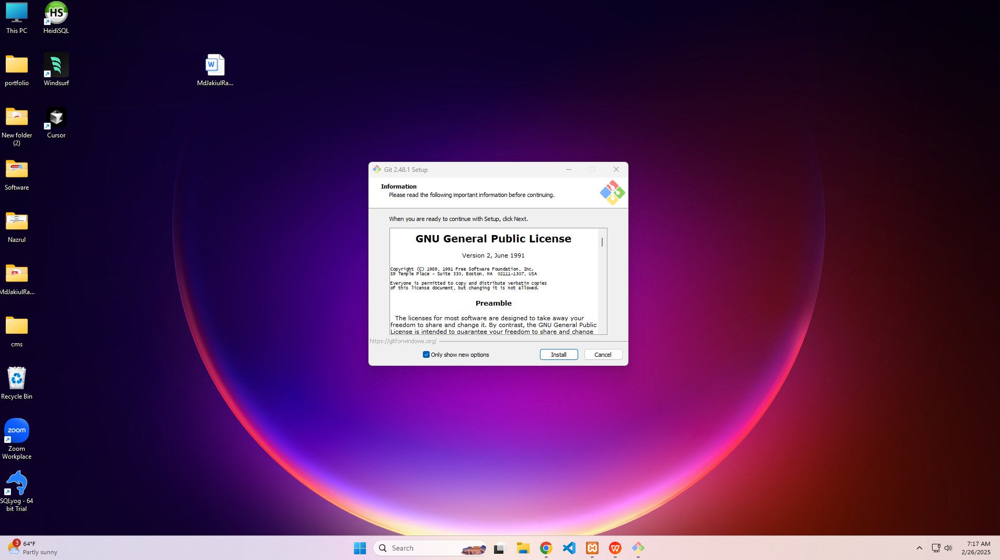 This PC
HS
HeidiSQL
portfolio
Windsurf
W
MdJakiulRa...
New folder
(2)
Cursor
Software
Nazrul
MdJakiulRa...
cms
Recycle Bin
zoom
Zoom
Workplace
SQLyog - 64
bit Trial
Git 2.48.1 Setup
Information
Please read the following important information before continuing.
When you are ready to continue with Setup, click Next.
GNU General Public License
Version 2, June 1991
Copyright (C) 1989, 1991 Free Software Foundation, Inc.
59 Temple Place - Suite 330, Boston, MA  02111-1307, USA
Everyone is permitted to copy and distribute verbatim copies
of this license document, but changing it is not allowed.
Preamble
The licenses for most software are designed to take away your
freedom to share and change it. By contrast, the GNU General Public
License is intended to guarantee your freedom to share and change
https://gitforwindows.org/
Only show new options
Install
Cancel
3
64°F
Partly sunny
Search
7:17 AM
2/26/2025